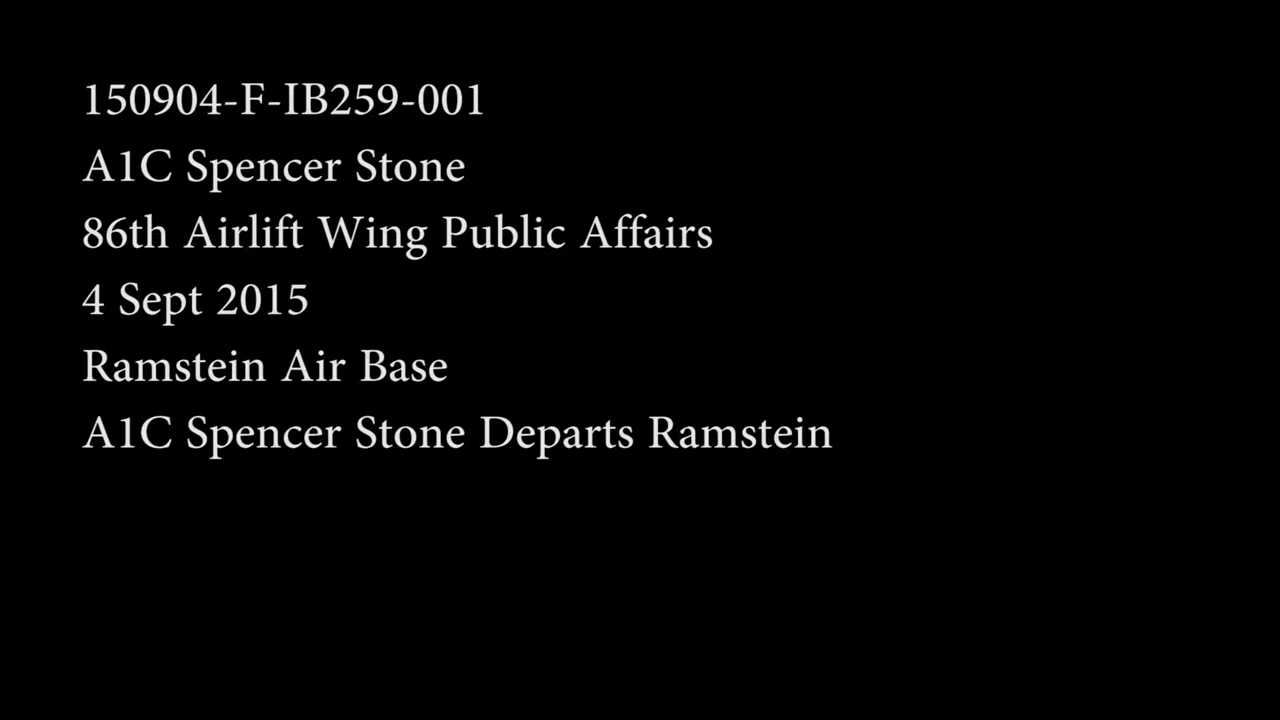 150904-F-IB259-001
A1C Spencer Stone
86th Airlift Wing Public Affairs
4 Sept 2015
Ramstein Air Base
A1C Spencer Stone Departs Ramstein